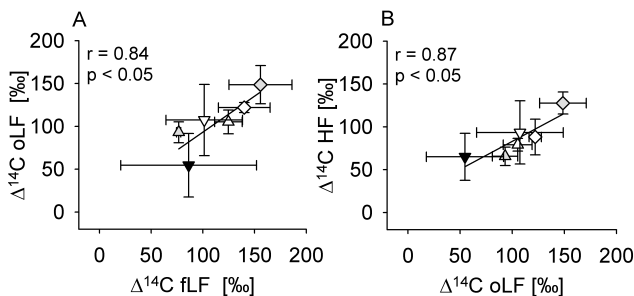 A
200
150
100
50
0
r = 0.84
p < 0.05
Δ¹⁴C oLF [‰]
0 50 100 150 200
Δ¹⁴C fLF [‰]
B
200
150
100
50
0
r = 0.87
p < 0.05
Δ¹⁴C HF [‰]
0 50 100 150 200
Δ¹⁴C oLF [‰]